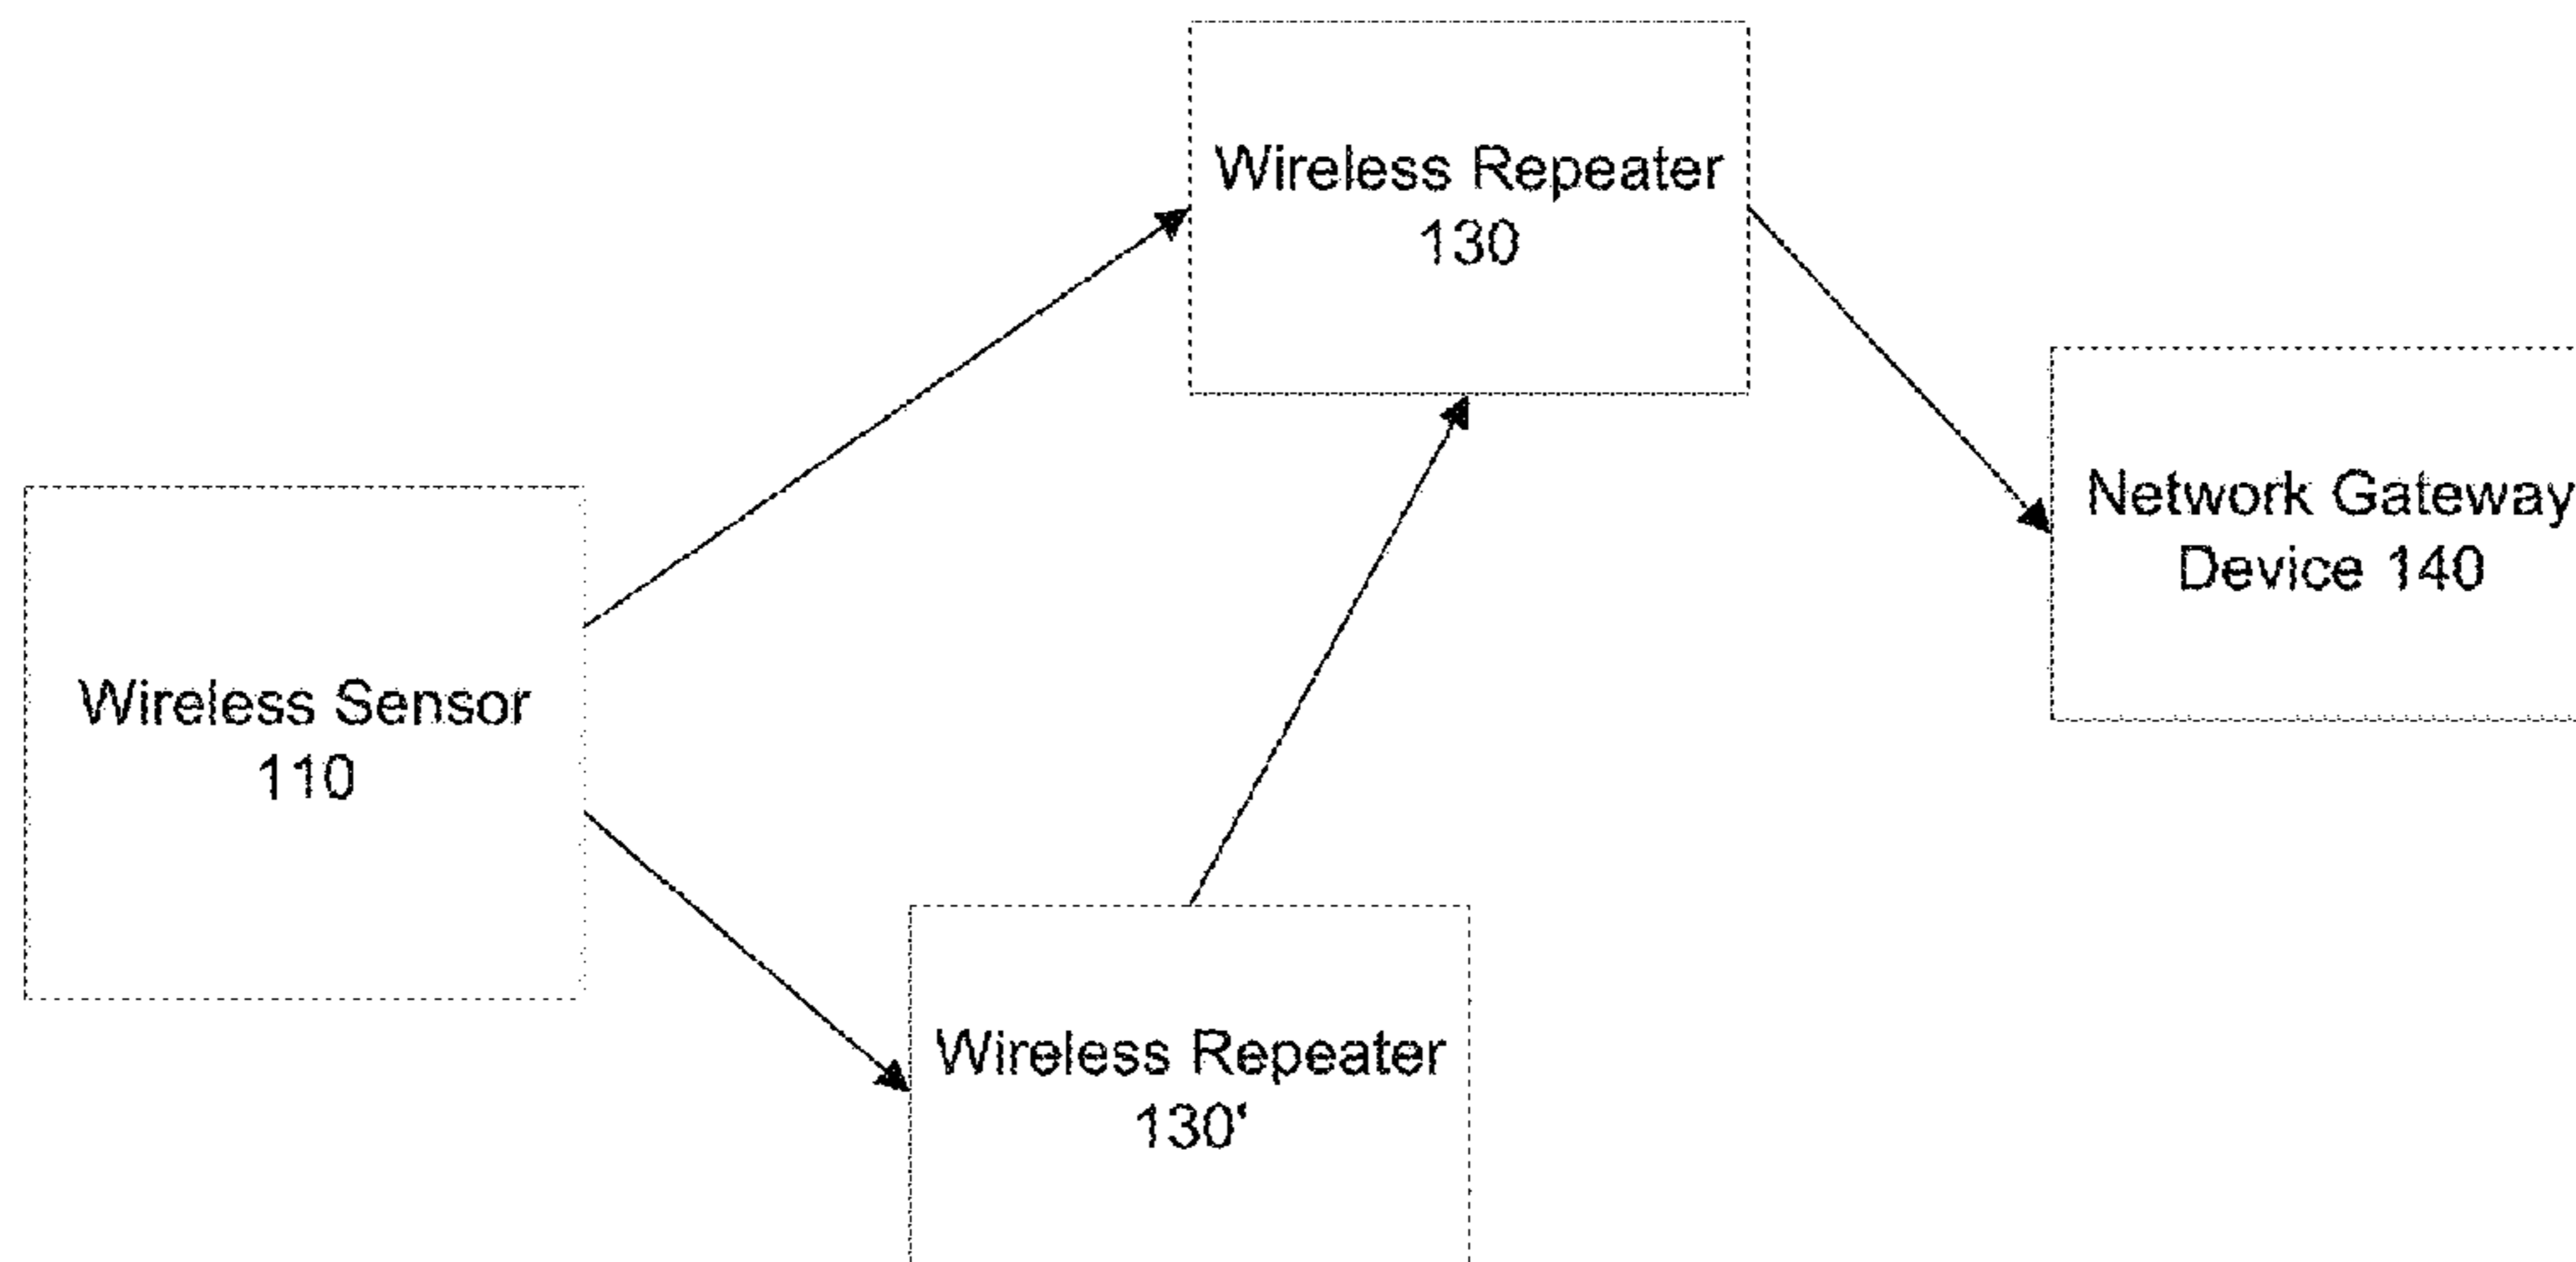 Wireless Repeater
130
Network Gateway
Device 140
Wireless Sensor
110
Wireless Repeater
130'